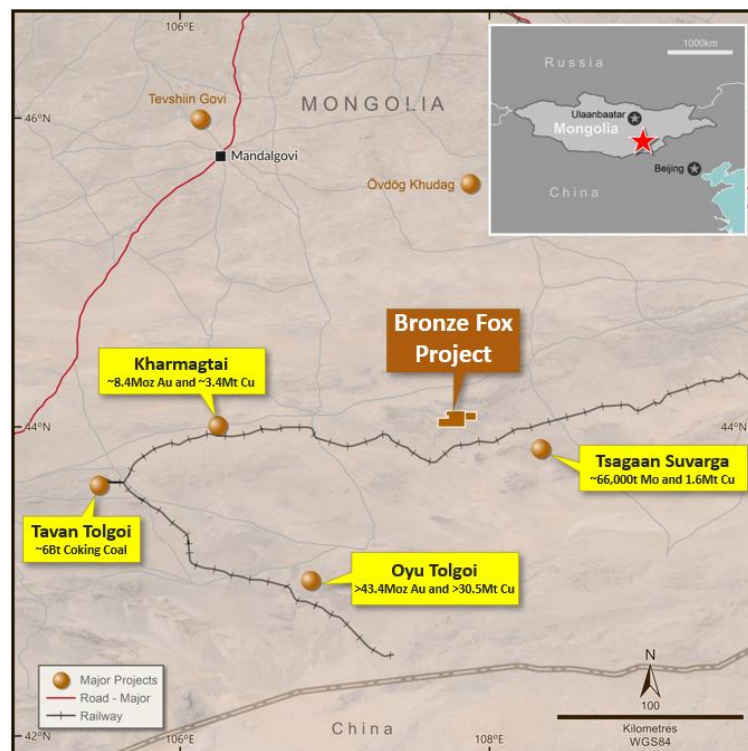 106°E
1000km
Russia
Ulaanbaatar
Mongolia
Beijing
China
Tevshiin Govi
MONGOLIA
46°N
Mandalgovi
Övdög Khudag
Bronze Fox
Project
Kharmagtai
~8.4Moz Au and ~3.4Mt Cu
44°N
44°N
Tsagaan Suvarga
~66,000t Mo and 1.6Mt Cu
Tavan Tolgoi
~6Bt Coking Coal
Oyu Tolgoi
>43.4Moz Au and >30.5Mt Cu
Major Projects
Road - Major
Railway
N
100
Kilometres
WGS84
42°N
106°E
China
108°E